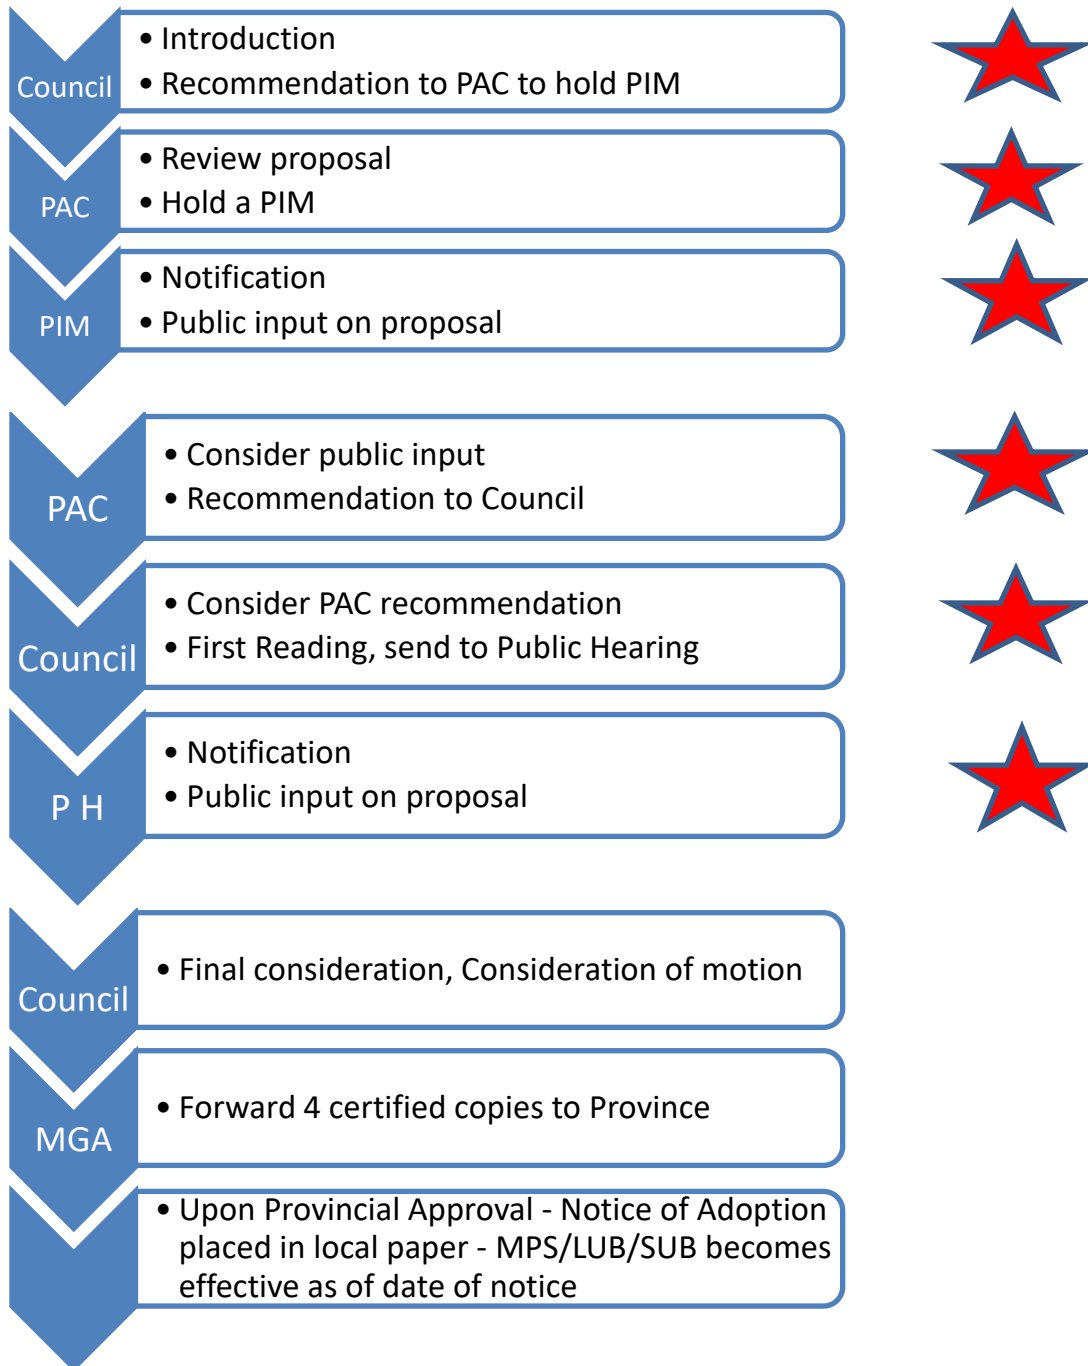 Council
• Introduction
• Recommendation to PAC to hold PIM
PAC
• Review proposal
• Hold a PIM
PIM
• Notification
• Public input on proposal
PAC
• Consider public input
• Recommendation to Council
Council
• Consider PAC recommendation
• First Reading, send to Public Hearing
P H
• Notification
• Public input on proposal
Council
• Final consideration, Consideration of motion
MGA
• Forward 4 certified copies to Province
• Upon Provincial Approval - Notice of Adoption
placed in local paper - MPS/LUB/SUB becomes
effective as of date of notice